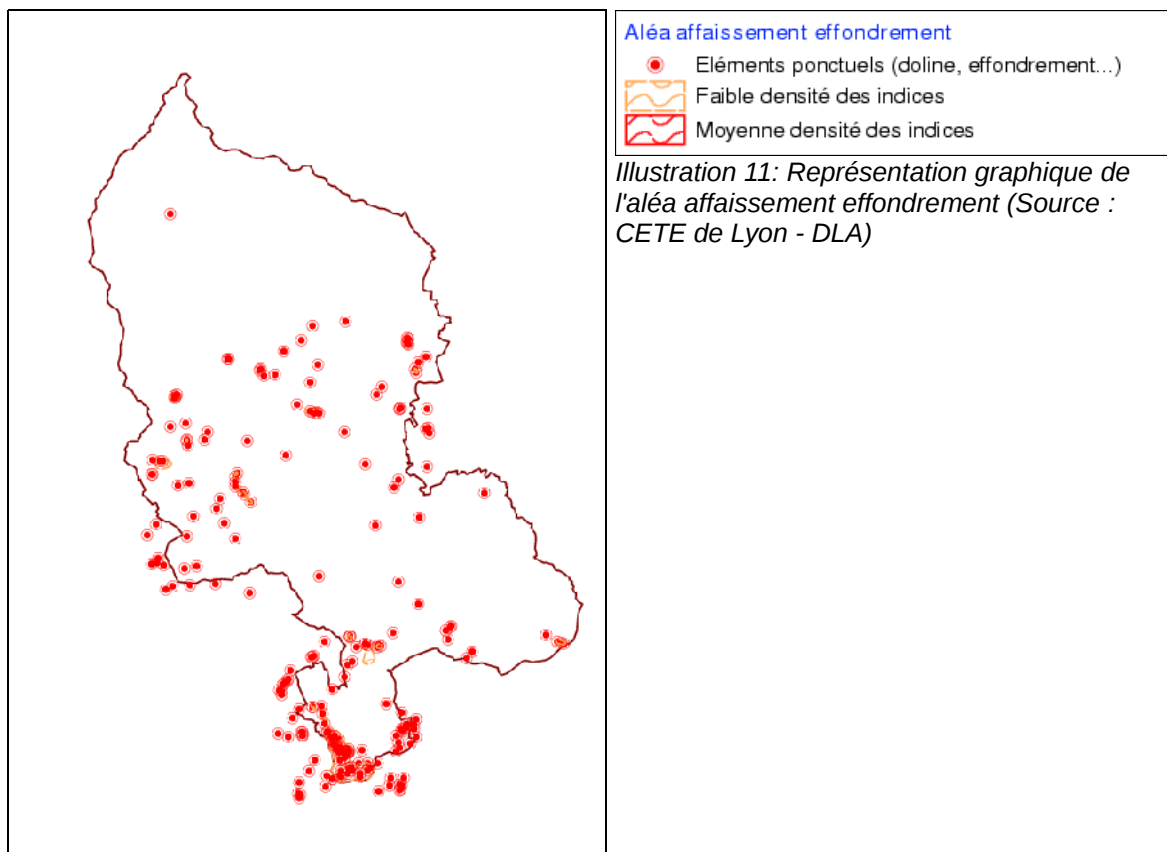 Aléa affaissement effondrement
Eléments ponctuels (doline, effondrement...)
Faible densité des indices
Moyenne densité des indices
Illustration 11: Représentation graphique de
l'aléa affaissement effondrement (Source :
CETE de Lyon - DLA)